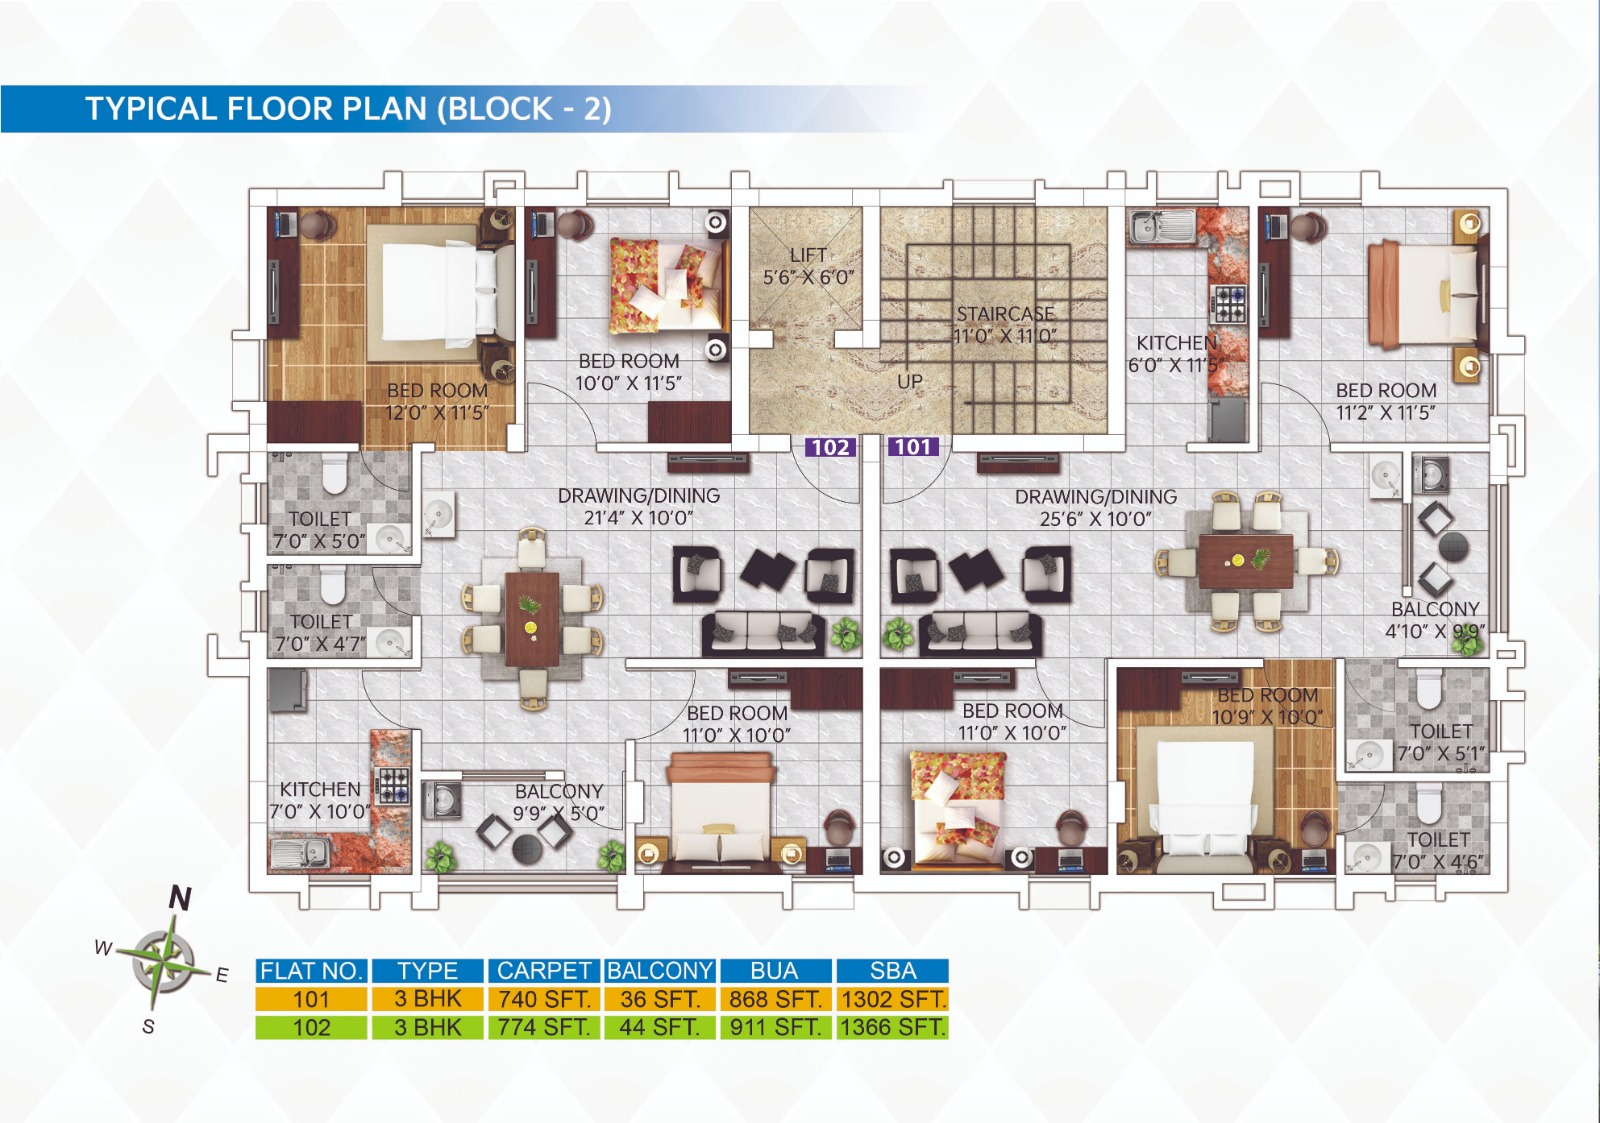 TYPICAL FLOOR PLAN (BLOCK - 2)
LIFT
5'6" X 6'0"
STAIRCASE
11'0" X 11'0"
UP
KITCHEN
6'0" X 11'5"
BED ROOM
12'0" X 11'5"
BED ROOM
10'0" X 11'5"
BED ROOM
11'2" X 11'5"
102
101
DRAWING/DINING
21'4" X 10'0"
DRAWING/DINING
25'6" X 10'0"
TOILET
7'0" X 5'0"
TOILET
7'0" X 4'7"
BALCONY
4'10" X 9'9"
BED ROOM
11'0" X 10'0"
BED ROOM
11'0" X 10'0"
BED ROOM
10'9" X 10'0"
TOILET
7'0" X 5'1"
KITCHEN
7'0" X 10'0"
BALCONY
9'9" X 5'0"
TOILET
7'0" X 4'6"
N
W
E
S
FLAT NO. TYPE CARPET BALCONY BUA SBA
101 3 BHK 740 SFT. 36 SFT. 868 SFT. 1302 SFT.
102 3 BHK 774 SFT. 44 SFT. 911 SFT. 1366 SFT.